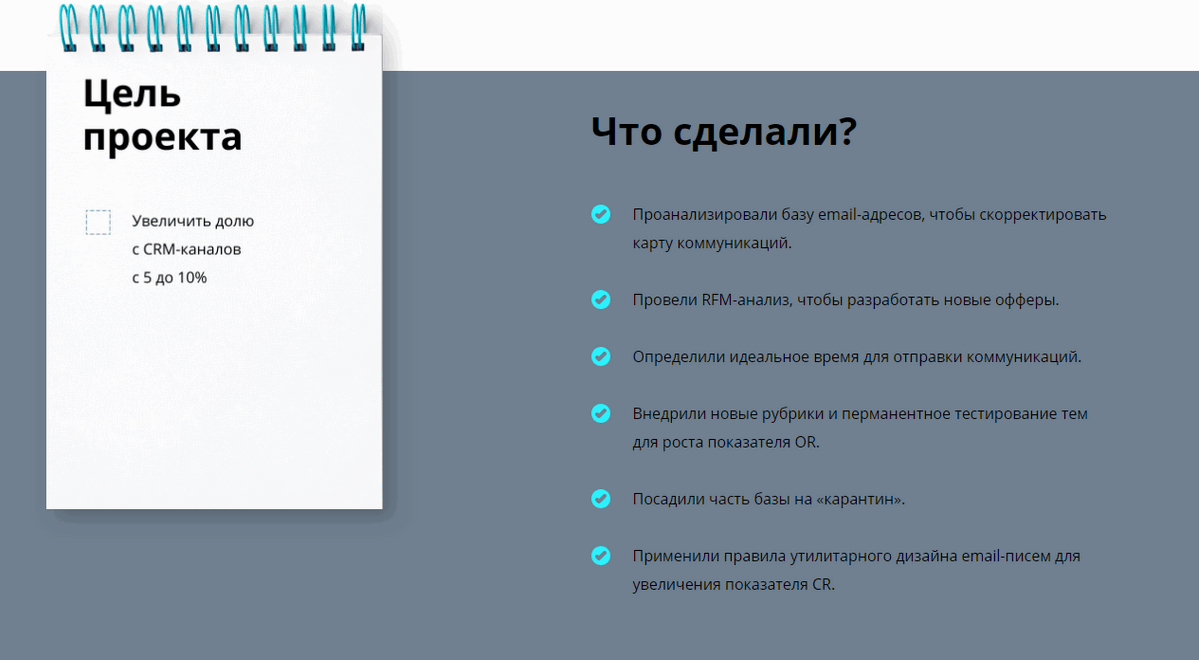 Цель
проекта
Увеличить долю
с CRM-каналов
с 5 до 10%
Что сделали?
Проанализировали базу email-адресов, чтобы скорректировать
карту коммуникаций.
Провели RFM-анализ, чтобы разработать новые офферы.
Определили идеальное время для отправки коммуникаций.
Внедрили новые рубрики и перманентное тестирование тем
для роста показателя OR.
Посадили часть базы на «карантин».
Применили правила утилитарного дизайна email-писем для
увеличения показателя CR.